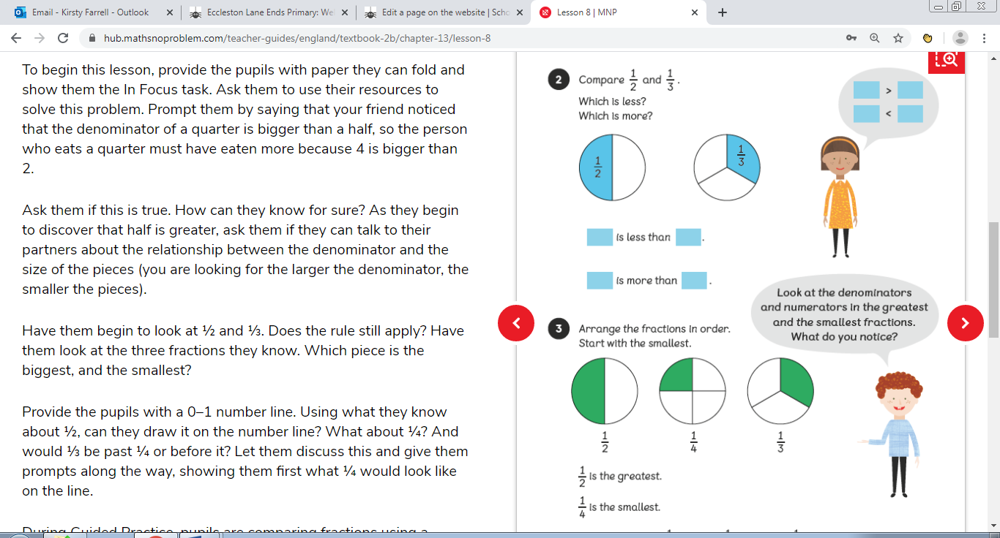 Email - Kirsty Farrell - Outlook
Eccleston Lane Ends Primary: We
Edit a page on the website | Scho
Lesson 8 | MNP
hub.mathsnoproblem.com/teacher-guides/england/textbook-2b/chapter-13/lesson-8
To begin this lesson, provide the pupils with paper they can fold and
show them the In Focus task. Ask them to use their resources to
solve this problem. Prompt them by saying that your friend noticed
that the denominator of a quarter is bigger than a half, so the person
who eats a quarter must have eaten more because 4 is bigger than
2.
Ask them if this is true. How can they know for sure? As they begin
to discover that half is greater, ask them if they can talk to their
partners about the relationship between the denominator and the
size of the pieces (you are looking for the larger the denominator, the
smaller the pieces).
Have them begin to look at ½ and ⅓. Does the rule still apply? Have
them look at the three fractions they know. Which piece is the
biggest, and the smallest?
Provide the pupils with a 0–1 number line. Using what they know
about ½, can they draw it on the number line? What about ¼? And
would ⅓ be past ¼ or before it? Let them discuss this and give them
prompts along the way, showing them first what ¼ would look like
on the line.
During Guided Practice, pupils are comparing fractions using a
2 Compare 1/2 and 1/3.
Which is less?
Which is more?
>
<
1/2
1/3
is less than .
is more than .
Look at the denominators
and numerators in the greatest
and the smallest fractions.
What do you notice?
3 Arrange the fractions in order.
Start with the smallest.
1/2
1/4
1/3
1/2 is the greatest.
1/4 is the smallest.